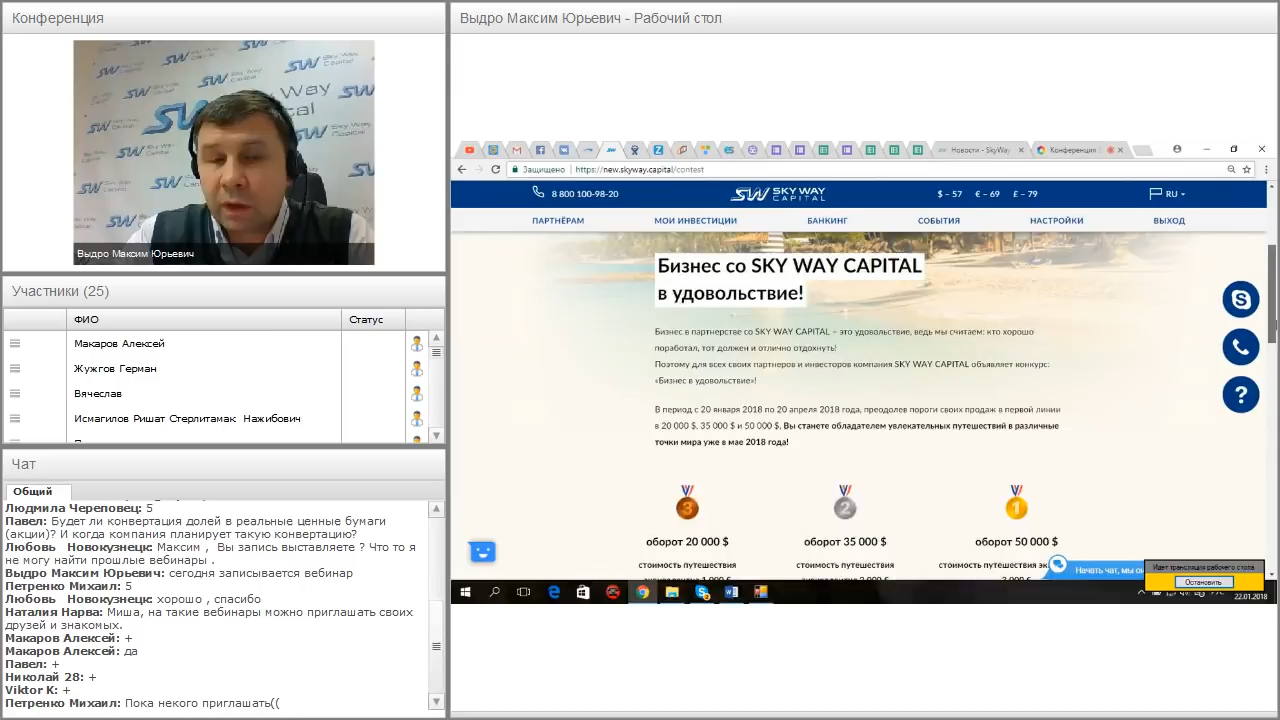 Конференция
SW Sky Way Capital
Выдро Максим Юрьевич
Участники (25)
ФИО
Статус
Макаров Алексей
Жужгов Герман
Вячеслав
Исмагилов Ришат Стерлитамак Нажибович
Чат
Общий
Людмила Череповец: 5
Павел: Будет ли конвертация долей в реальные ценные бумаги
(акции)? И когда компания планирует такую конвертацию?
Любовь Новокузнецк: Максим , Вы запись выставляете ? Что то я
не могу найти прошлые вебинары .
Выдро Максим Юрьевич: сегодня записывается вебинар
Петренко Михаил: 5
Любовь Новокузнецк: хорошо , спасибо
Наталия Нарва: Миша, на такие вебинары можно приглашать своих
друзей и знакомых.
Макаров Алексей: +
Макаров Алексей: да
Павел: +
Николай 28: +
Viktor K: +
Петренко Михаил: Пока некого приглашать((
Выдро Максим Юрьевич - Рабочий стол
Новости - SkyWay
Конференция
Защищено
https://new.skyway.capital/contest
8 800 100-98-20
SW SKY WAY CAPITAL
$ – 57 € – 69 £ – 79
RU
ПАРТНЁРАМ
МОИ ИНВЕСТИЦИИ
БАНКИНГ
СОБЫТИЯ
НАСТРОЙКИ
ВЫХОД
Бизнес со SKY WAY CAPITAL
в удовольствие!
Бизнес в партнерстве со SKY WAY CAPITAL – это удовольствие, ведь мы считаем: кто хорошо
поработал, тот должен и отлично отдохнуть!
Поэтому для всех своих партнеров и инвесторов компания SKY WAY CAPITAL объявляет конкурс:
«Бизнес в удовольствие»!
В период с 20 января 2018 по 20 апреля 2018 года, преодолев пороги своих продаж в первой линии
в 20 000 $, 35 000 $ и 50 000 $, Вы станете обладателем увлекательных путешествий в различные
точки мира уже в мае 2018 года!
3
2
1
оборот 20 000 $
оборот 35 000 $
оборот 50 000 $
стоимость путешествия
стоимость путешествия
стоимость путешествия
Начать чат, мы
Идет трансляция рабочего стола
Остановить
22.01.2018